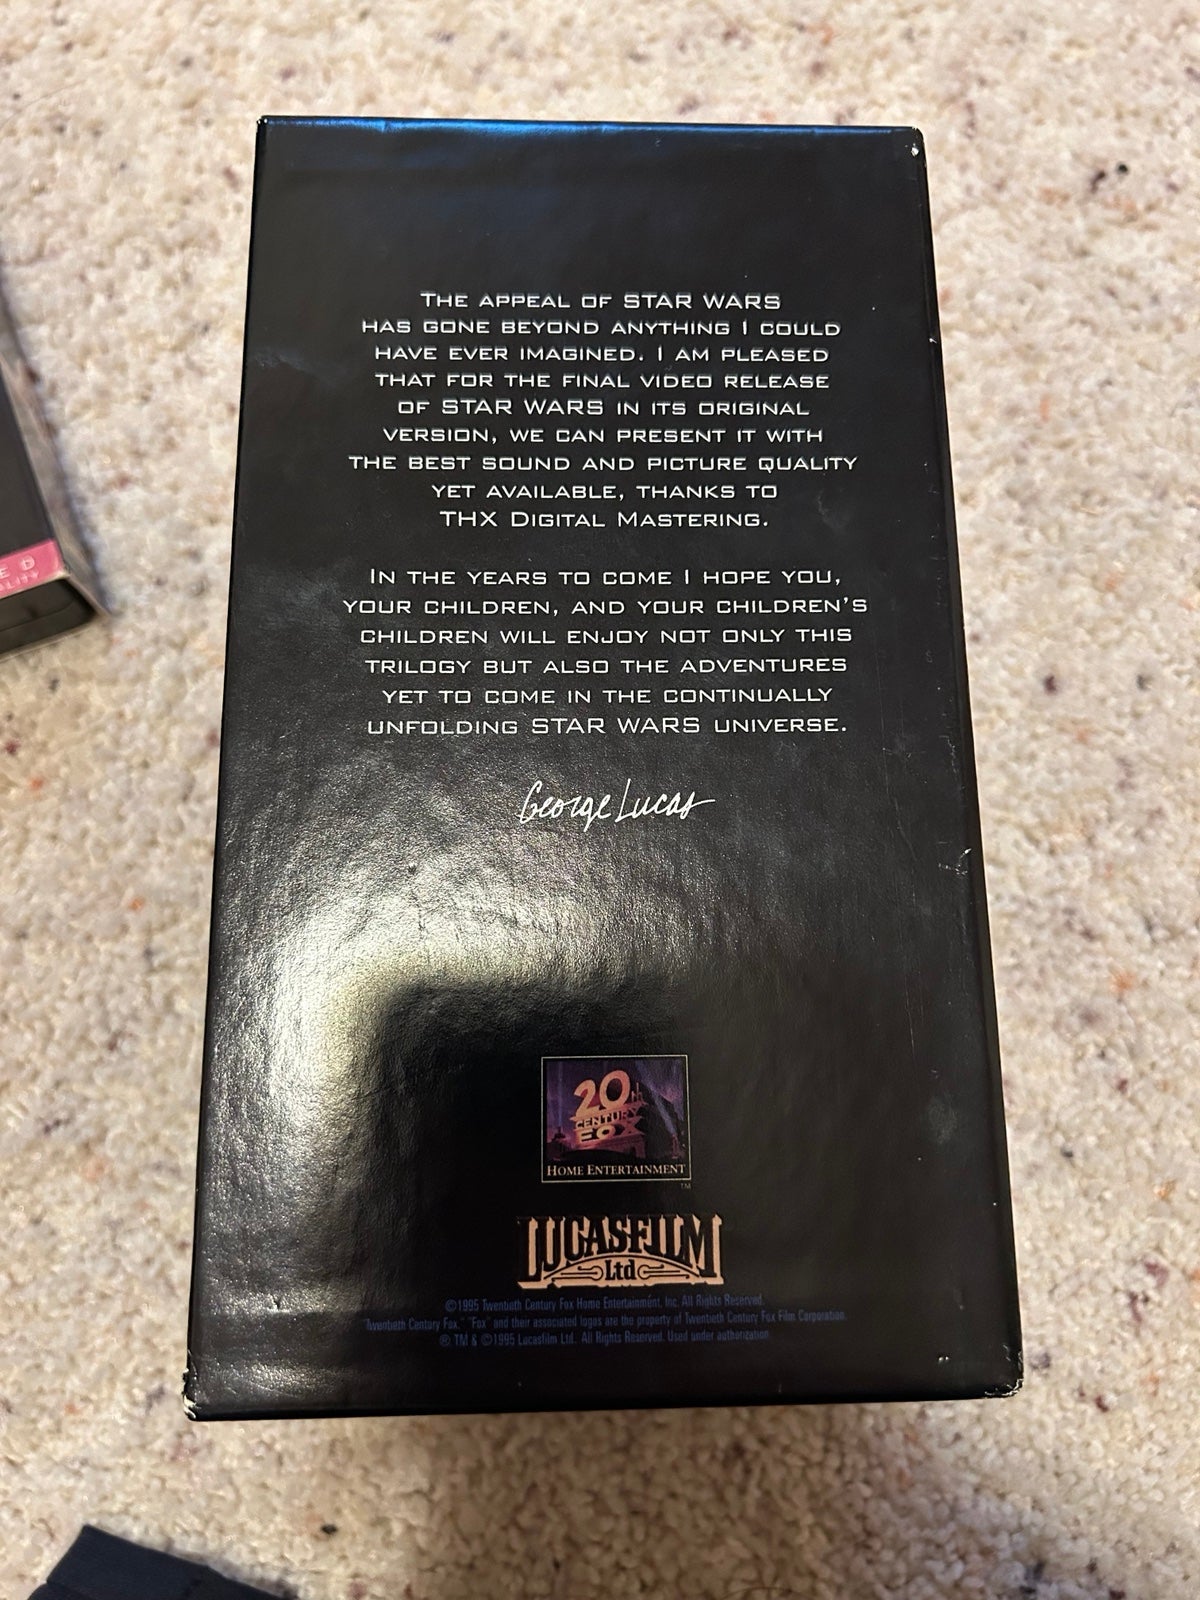 THE APPEAL OF STAR WARS
HAS GONE BEYOND ANYTHING I COULD
HAVE EVER IMAGINED. I AM PLEASED
THAT FOR THE FINAL VIDEO RELEASE
OF STAR WARS IN ITS ORIGINAL
VERSION, WE CAN PRESENT IT WITH
THE BEST SOUND AND PICTURE QUALITY
YET AVAILABLE, THANKS TO
THX DIGITAL MASTERING.
IN THE YEARS TO COME I HOPE YOU,
YOUR CHILDREN, AND YOUR CHILDREN'S
CHILDREN WILL ENJOY NOT ONLY THIS
TRILOGY BUT ALSO THE ADVENTURES
YET TO COME IN THE CONTINUALLY
UNFOLDING STAR WARS UNIVERSE.
George Lucas
20th
CENTURY
FOX
HOME ENTERTAINMENT
TM
LUCASFILM
Ltd
©1995 Twentieth Century Fox Home Entertainment, Inc. All Rights Reserved.
"Twentieth Century Fox," "Fox" and their associated logos are the property of Twentieth Century Fox Film Corporation.
® TM & ©1995 Lucasfilm Ltd. All Rights Reserved. Used under authorization.
E D